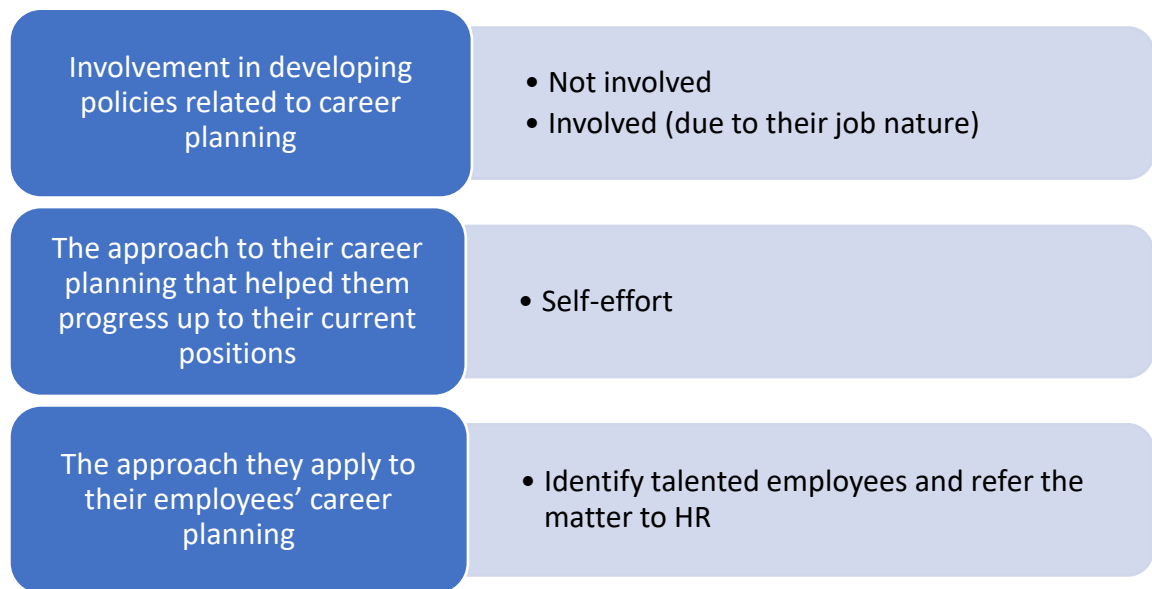 Involvement in developing
policies related to career
planning
• Not involved
• Involved (due to their job nature)
The approach to their career
planning that helped them
progress up to their current
positions
• Self-effort
The approach they apply to
their employees’ career
planning
• Identify talented employees and refer the
matter to HR